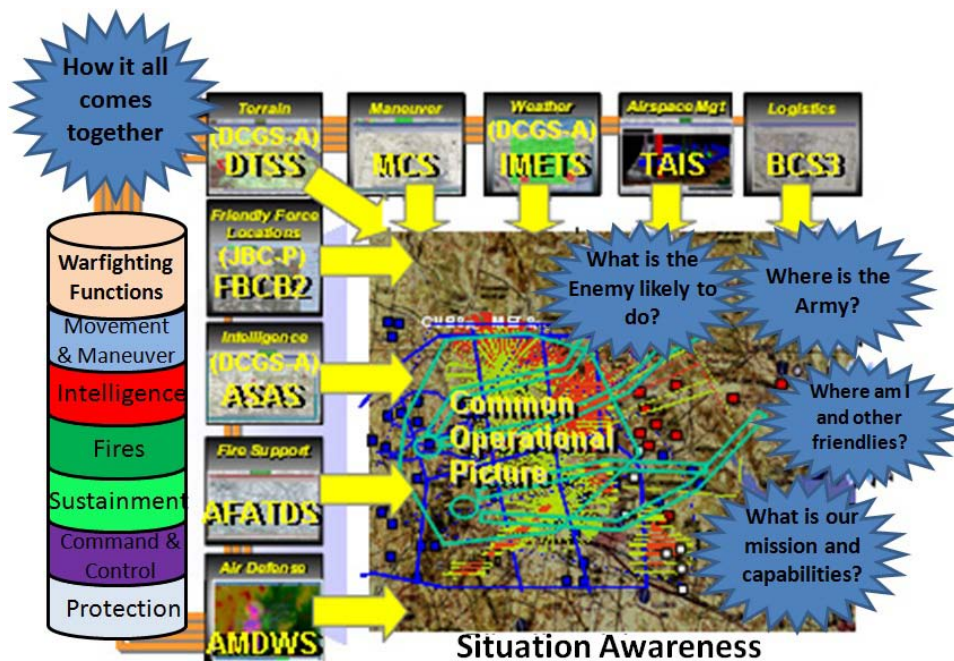 How it all
comes
together
Terrain
(DCGS-A)
DTSS
Maneuver
MCS
Weather
(DCGS-A)
IMETS
Airspace Mgt
TAIS
Logistics
BCS3
Warfighting
Functions
Movement
& Maneuver
Intelligence
Fires
Sustainment
Command &
Control
Protection
Friendly Force
Locations
(JBC-P)
FBCB2
Intelligence
(DCGS-A)
ASAS
Fire Support
AFATDS
Air Defense
AMDWS
What is the
Enemy likely to
do?
Where is the
Army?
Where am I
and other
friendlies?
What is our
mission and
capabilities?
Common
Operational
Picture
Situation Awareness